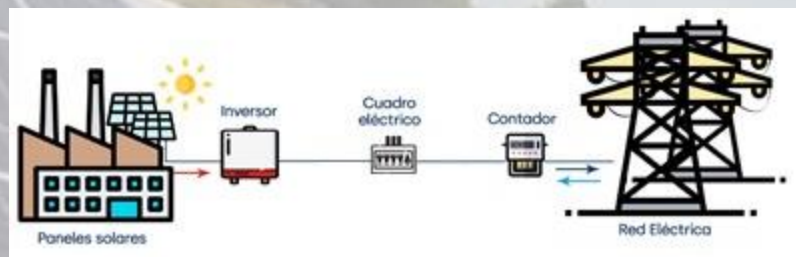 Inversor
Cuadro
eléctrico
Contador
Paneles solares
Red Eléctrica